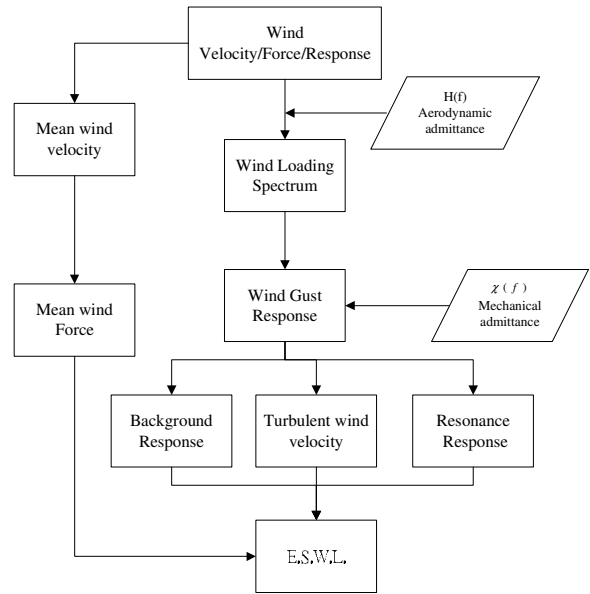 Wind
Velocity/Force/Response
H(f)
Aerodynamic
admittance
Mean wind
velocity
Wind Loading
Spectrum
Mean wind
Force
Wind Gust
Response
χ ( f )
Mechanical
admittance
Background
Response
Turbulent wind
velocity
Resonance
Response
E.S.W.L.